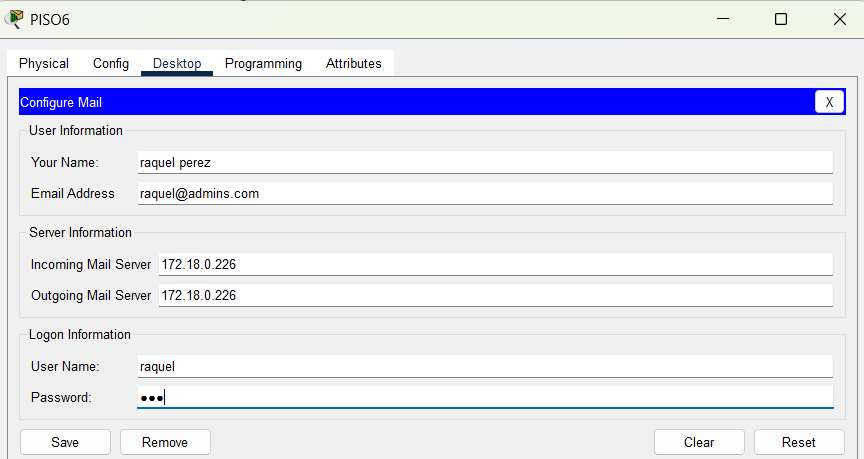 PISO6
Physical Config Desktop Programming Attributes
Configure Mail X
User Information
Your Name: raquel perez
Email Address raquel@admins.com
Server Information
Incoming Mail Server 172.18.0.226
Outgoing Mail Server 172.18.0.226
Logon Information
User Name: raquel
Password: ●●●
Save Remove Clear Reset